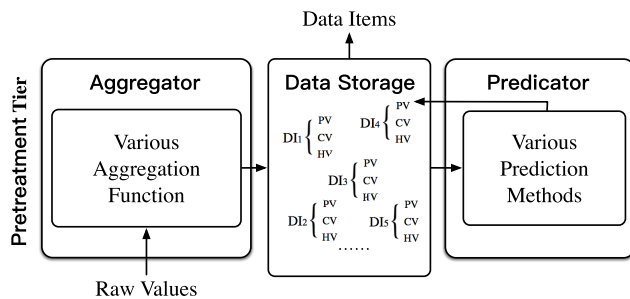 Data Items
Pretreatment Tier
Aggregator
Various
Aggregation
Function
Raw Values
Data Storage
PV
DI1 CV
HV
PV
DI4 CV
HV
PV
DI3 CV
HV
PV
DI2 CV
HV
PV
DI5 CV
HV
......
Predicator
Various
Prediction
Methods